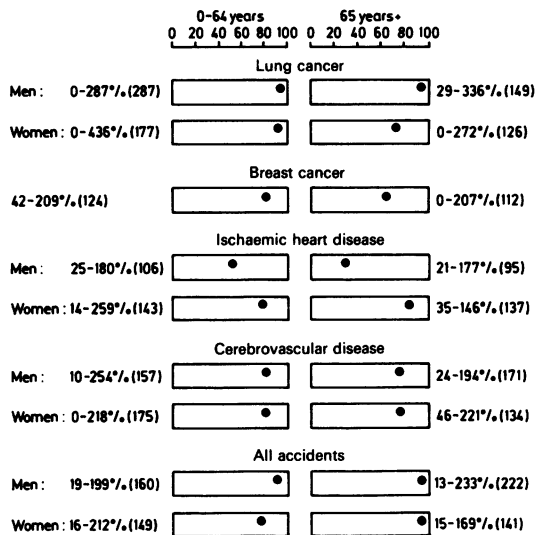 0-64 years 65 years+
0 20 40 60 80 100 0 20 40 60 80 100
Lung cancer
Men: 0-287%(287) 29-336%(149)
Women: 0-436%(177) 0-272%(126)
Breast cancer
42-209%(124) 0-207%(112)
Ischaemic heart disease
Men: 25-180%(106) 21-177%(95)
Women: 14-259%(143) 35-146%(137)
Cerebrovascular disease
Men: 10-254%(157) 24-194%(171)
Women: 0-218%(175) 46-221%(134)
All accidents
Men: 19-199%(160) 13-233%(222)
Women: 16-212%(149) 15-169%(141)